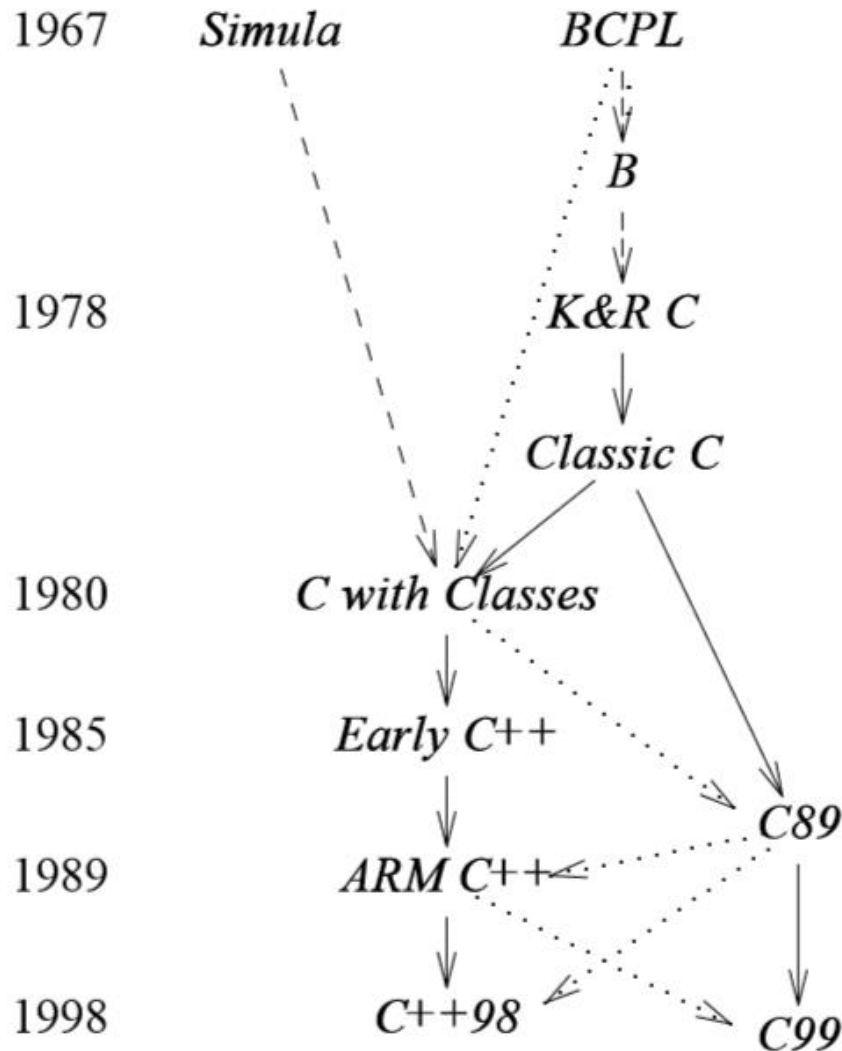 1967 Simula BCPL
B
1978 K&R C
Classic C
1980 C with Classes
1985 Early C++
C89
1989 ARM C++
1998 C++98
C99